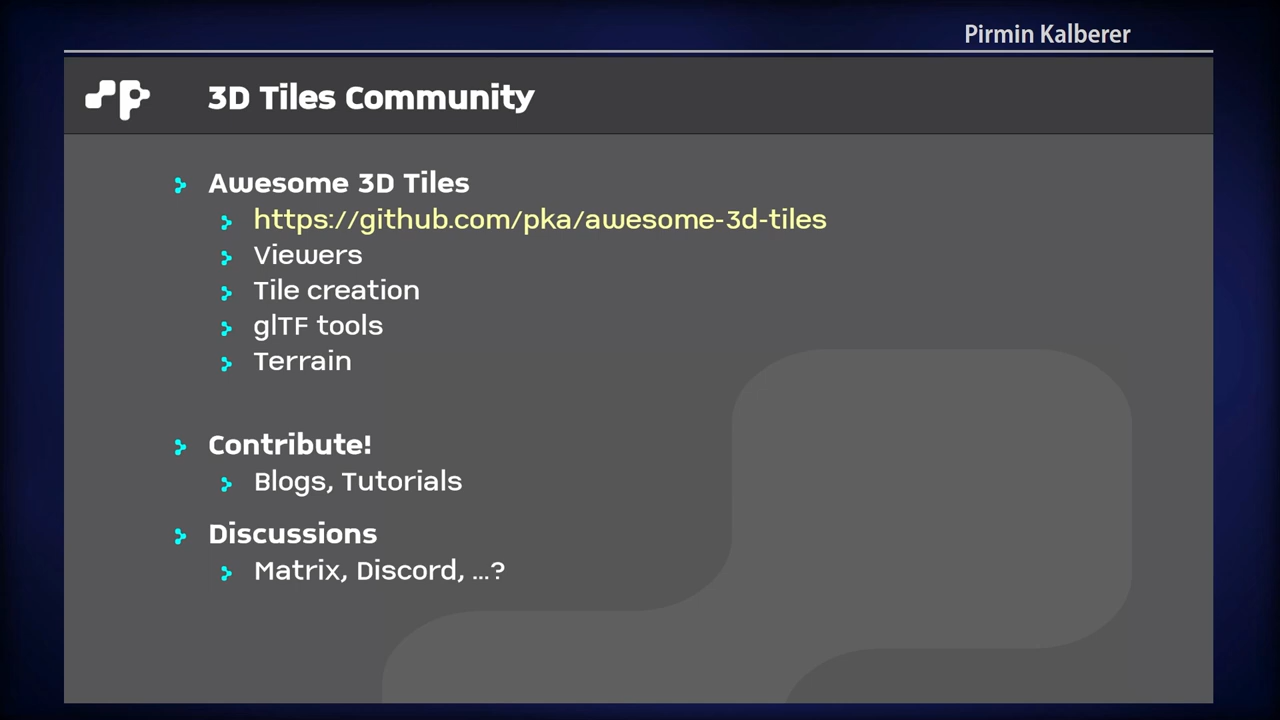 Pirmin Kalberer
3D Tiles Community
Awesome 3D Tiles
https://github.com/pka/awesome-3d-tiles
Viewers
Tile creation
glTF tools
Terrain
Contribute!
Blogs, Tutorials
Discussions
Matrix, Discord, ...?